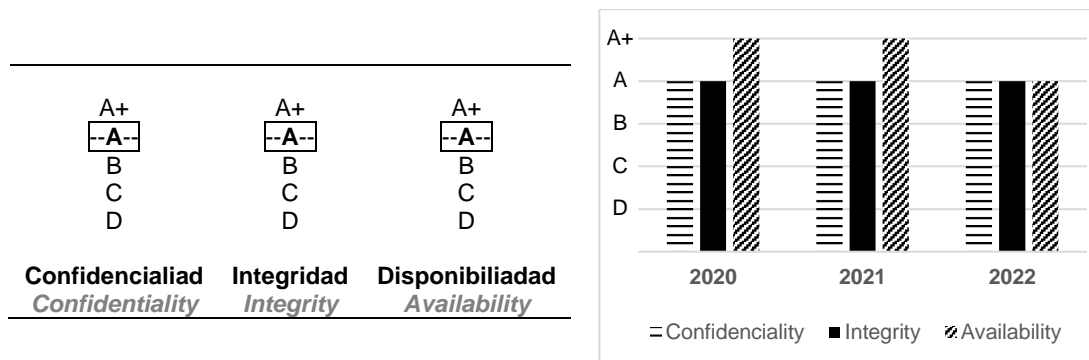 A+ A+ A+
--A-- --A-- --A--
B B B
C C C
D D D
Confidencialiad Integridad Disponibiliadad
Confidentiality Integrity Availability
A+
A
B
C
D
2020 2021 2022
Confidenciality Integrity Availability